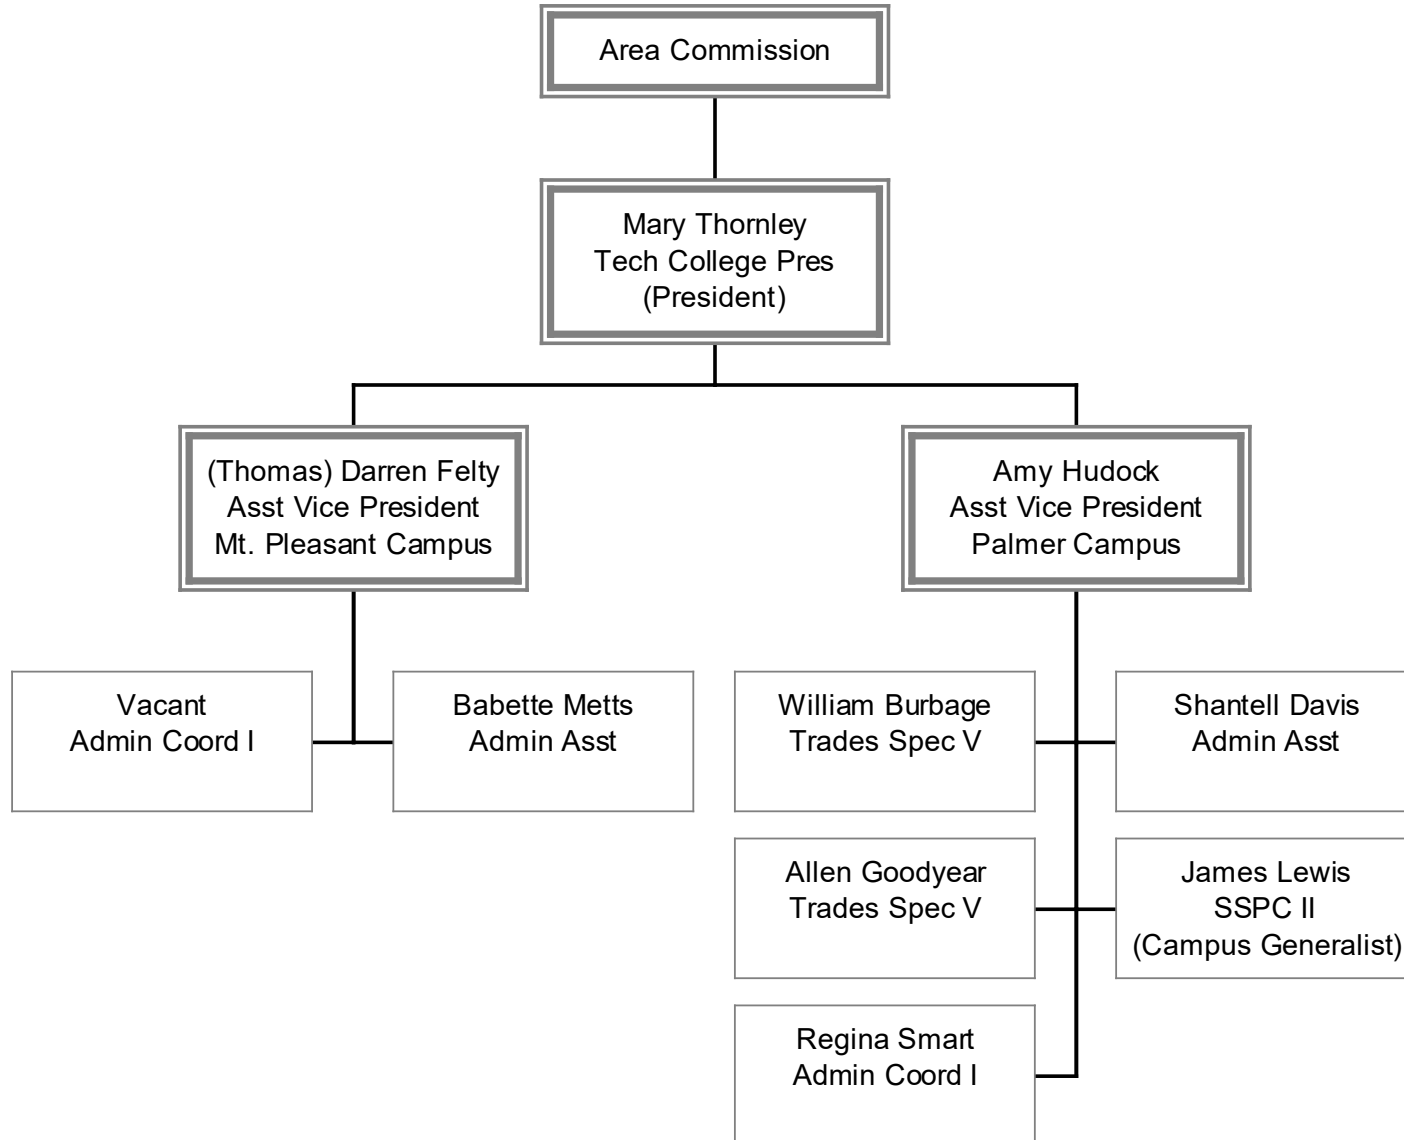 Area Commission
Mary Thornley
Tech College Pres
(President)
(Thomas) Darren Felty
Asst Vice President
Mt. Pleasant Campus
Amy Hudock
Asst Vice President
Palmer Campus
Vacant
Admin Coord I
Babette Metts
Admin Asst
William Burbage
Trades Spec V
Shantell Davis
Admin Asst
Allen Goodyear
Trades Spec V
James Lewis
SSPC II
(Campus Generalist)
Regina Smart
Admin Coord I